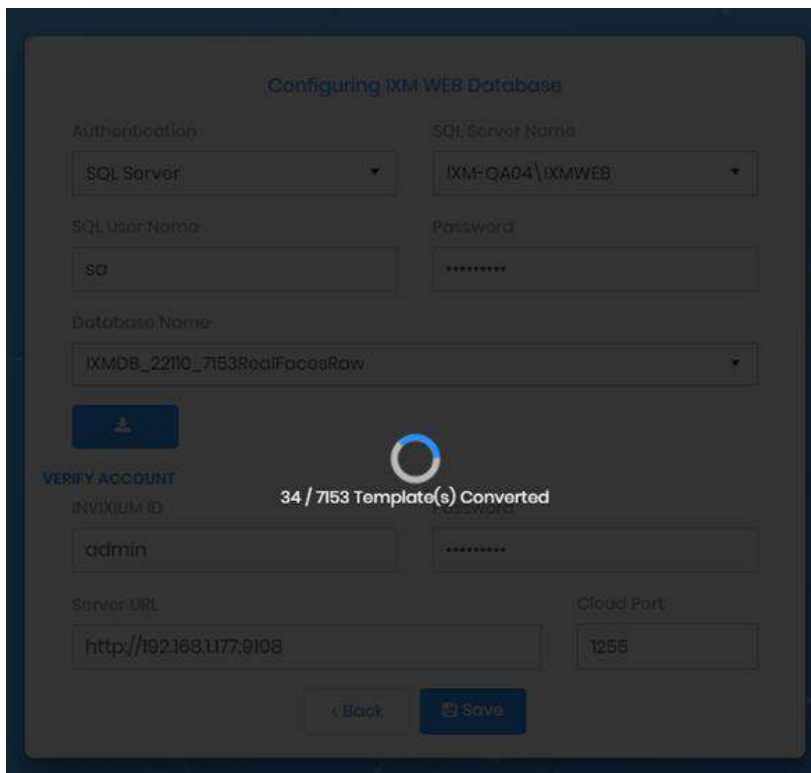 Configuring IXM WEB Database
Authentication
SQL Server Name
SQL Server
IXM-QA04\IXMWEB
SQL User Name
Password
sa
•••••••••
Database Name
IXMDB_22110_7153RealFacesRaw
VERIFY ACCOUNT
34 / 7153 Template(s) Converted
INVIXIUM ID
Password
admin
•••••••••
Server URL
Cloud Port
http://192.168.1.177:9108
1255
< Back
Save